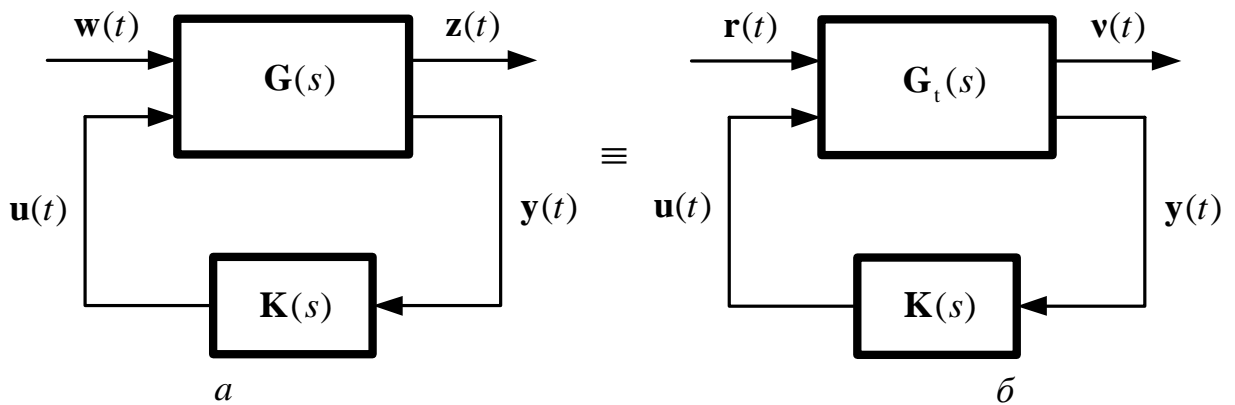 w(t)
z(t)
G(s)
u(t)
y(t)
K(s)
а
≡
r(t)
ν(t)
Gt(s)
u(t)
y(t)
K(s)
б